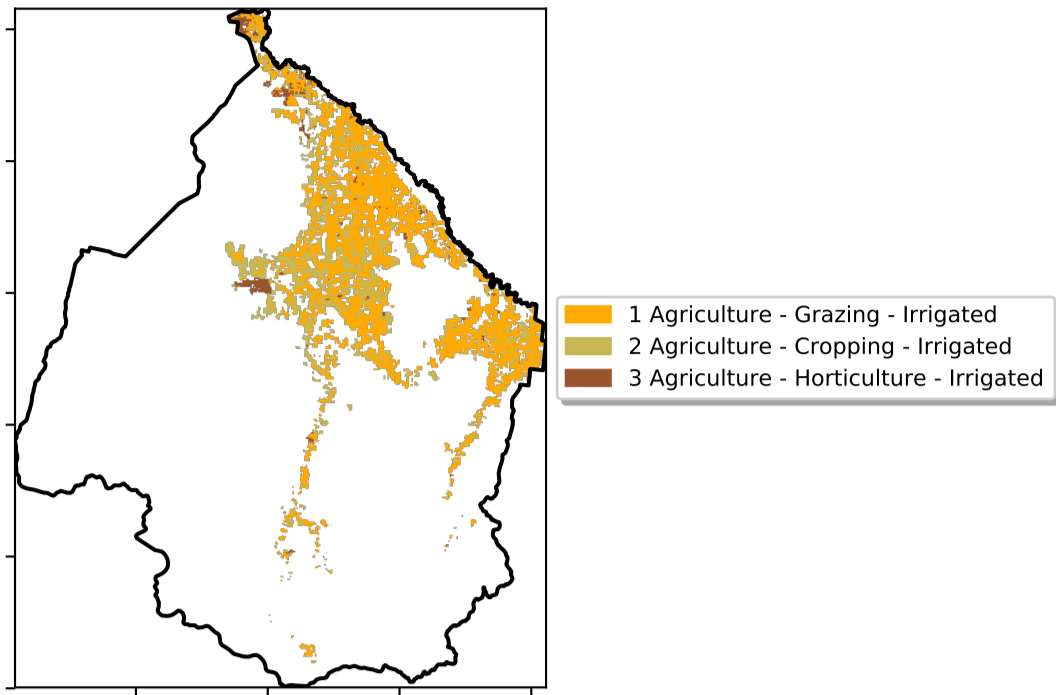 1 Agriculture - Grazing - Irrigated
2 Agriculture - Cropping - Irrigated
3 Agriculture - Horticulture - Irrigated